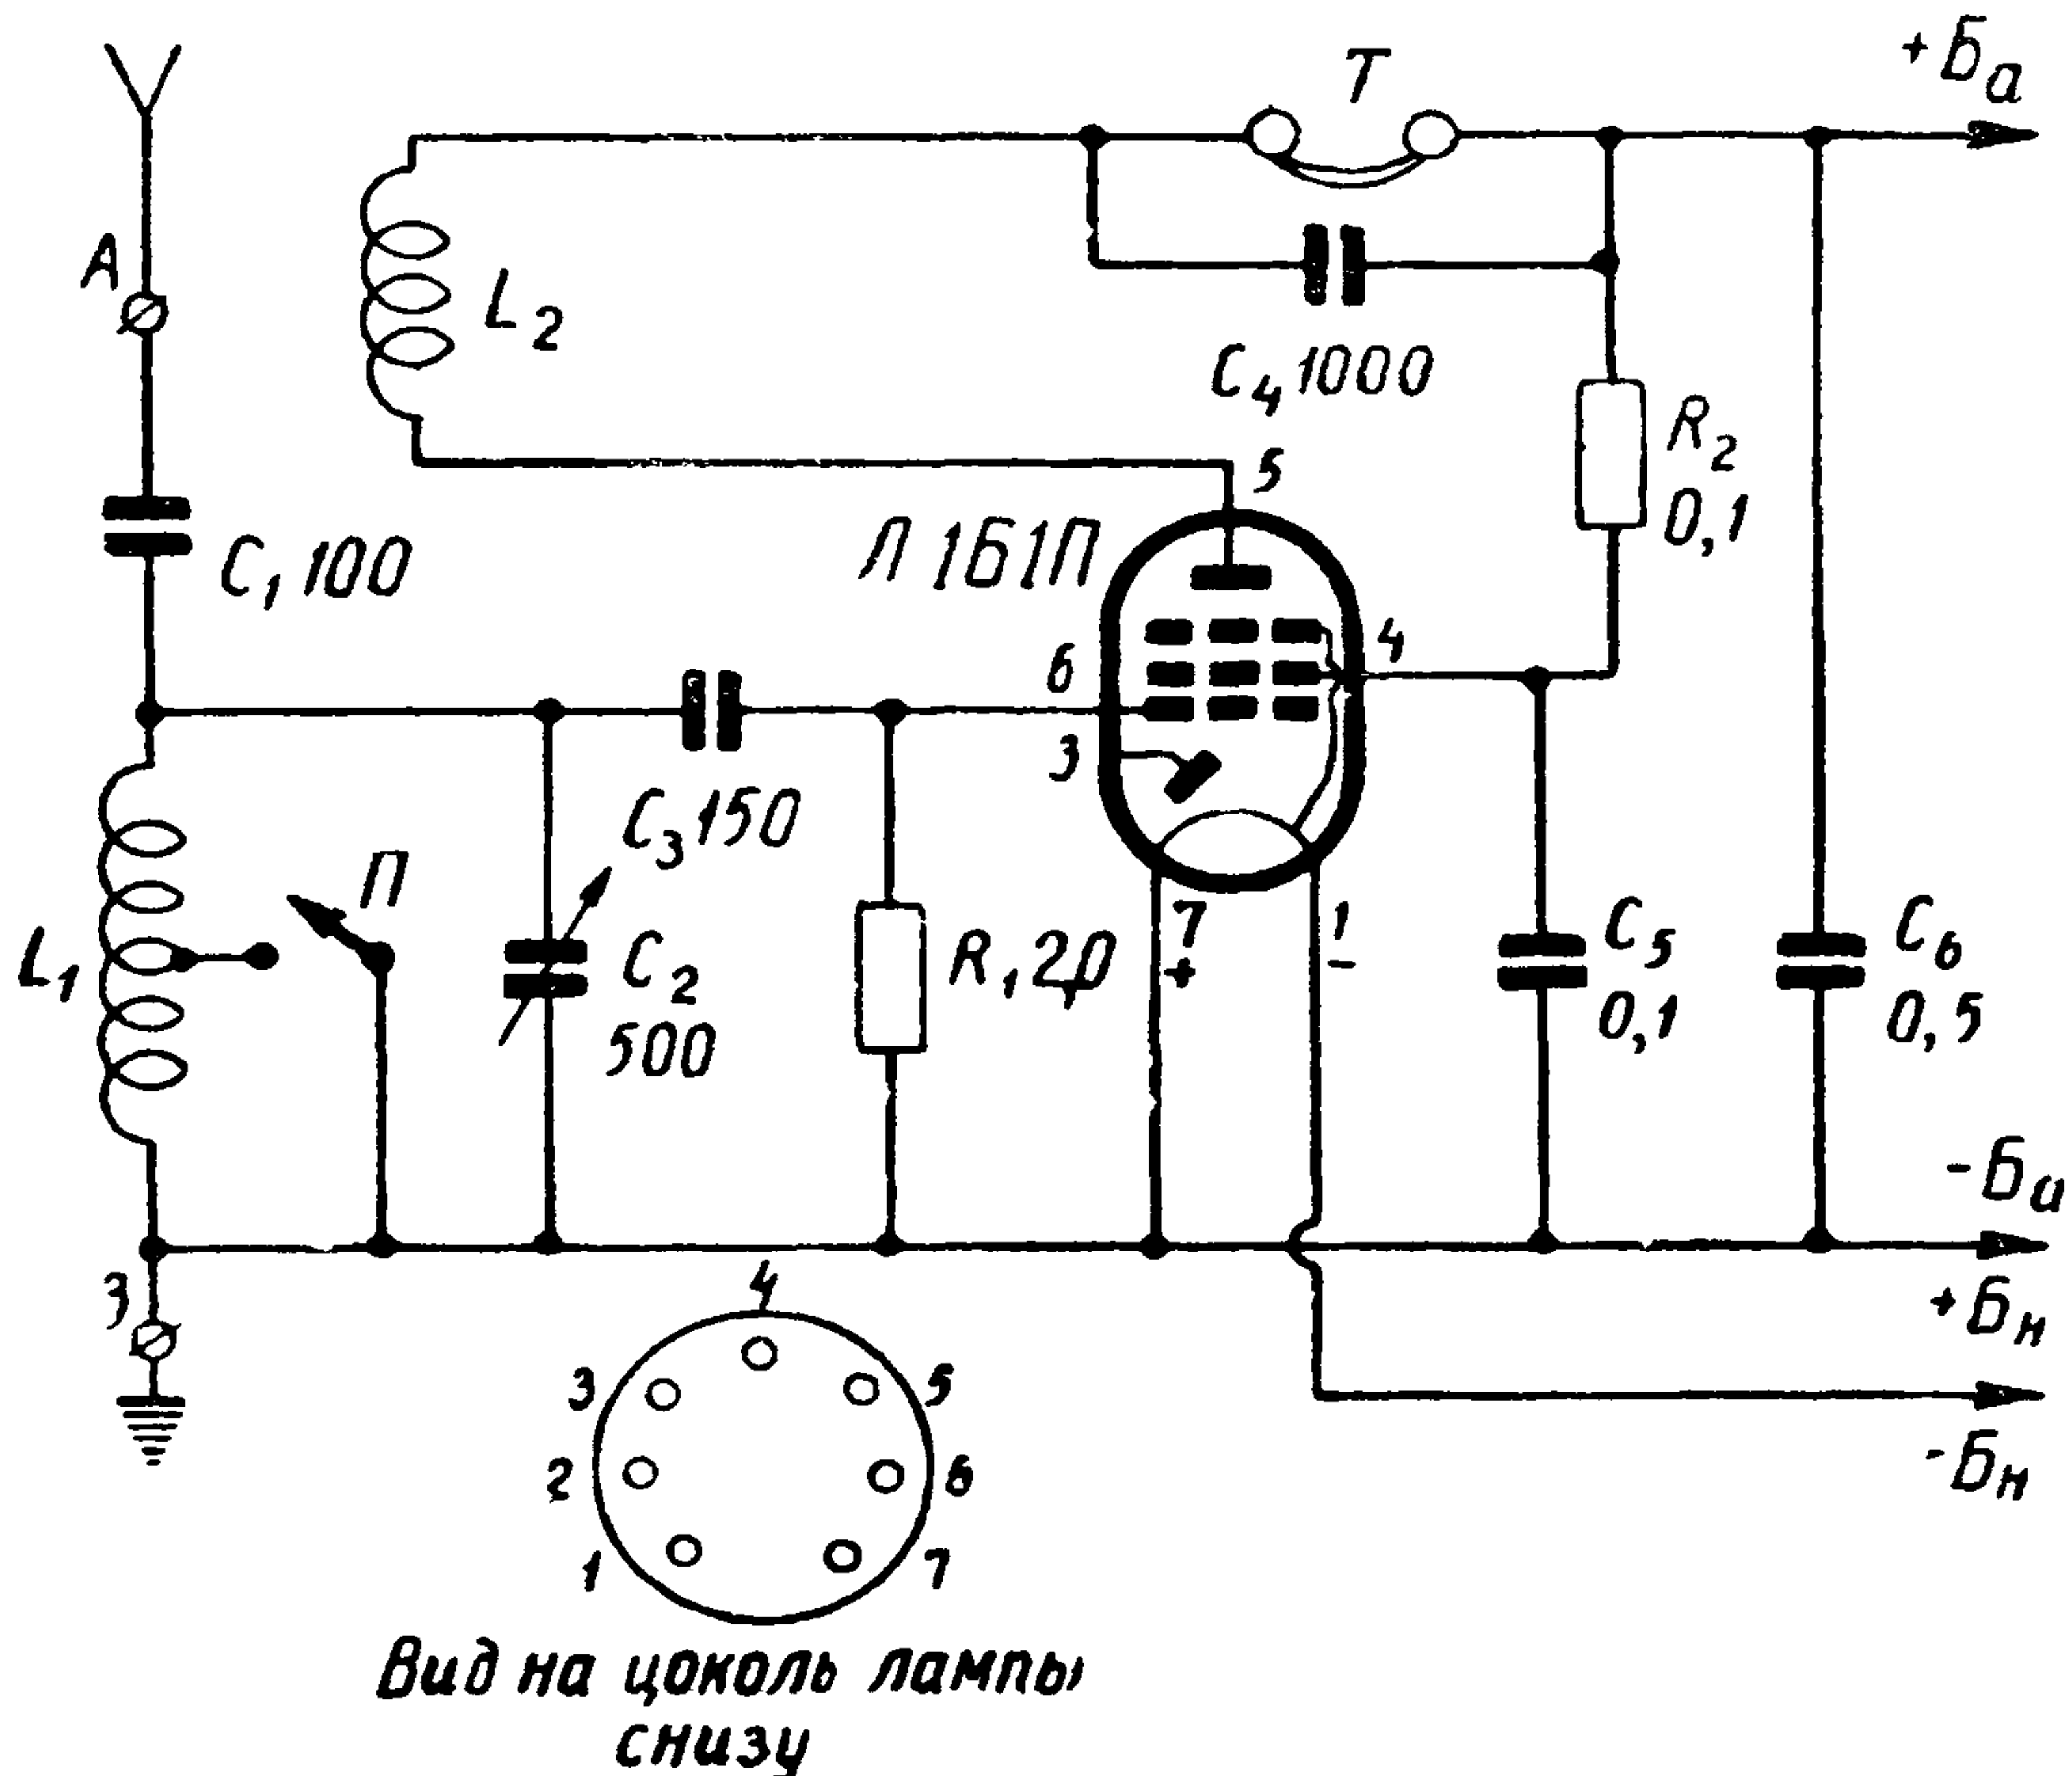 T
+Ба
А
L2
C4 1000
R2
0,1
5
Л 1Б1П
C1 100
4
6
3
C3 150
П
L1
C2
500
R1 2,0
7
+
1
-
C5
0,1
C6
0,5
-Ба
З
+Бн
-Бн
4
3
5
2
6
1
7
Вид на цоколь лампы
снизу